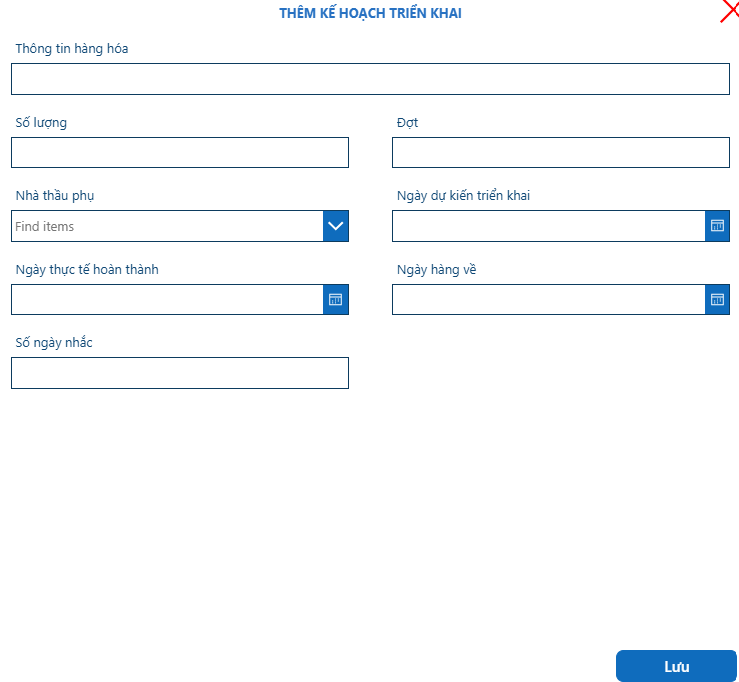 THÊM KẾ HOẠCH TRIỂN KHAI
Thông tin hàng hóa
Số lượng
Đợt
Nhà thầu phụ
Ngày dự kiến triển khai
Find items
Ngày thực tế hoàn thành
Ngày hàng về
Số ngày nhắc
Lưu